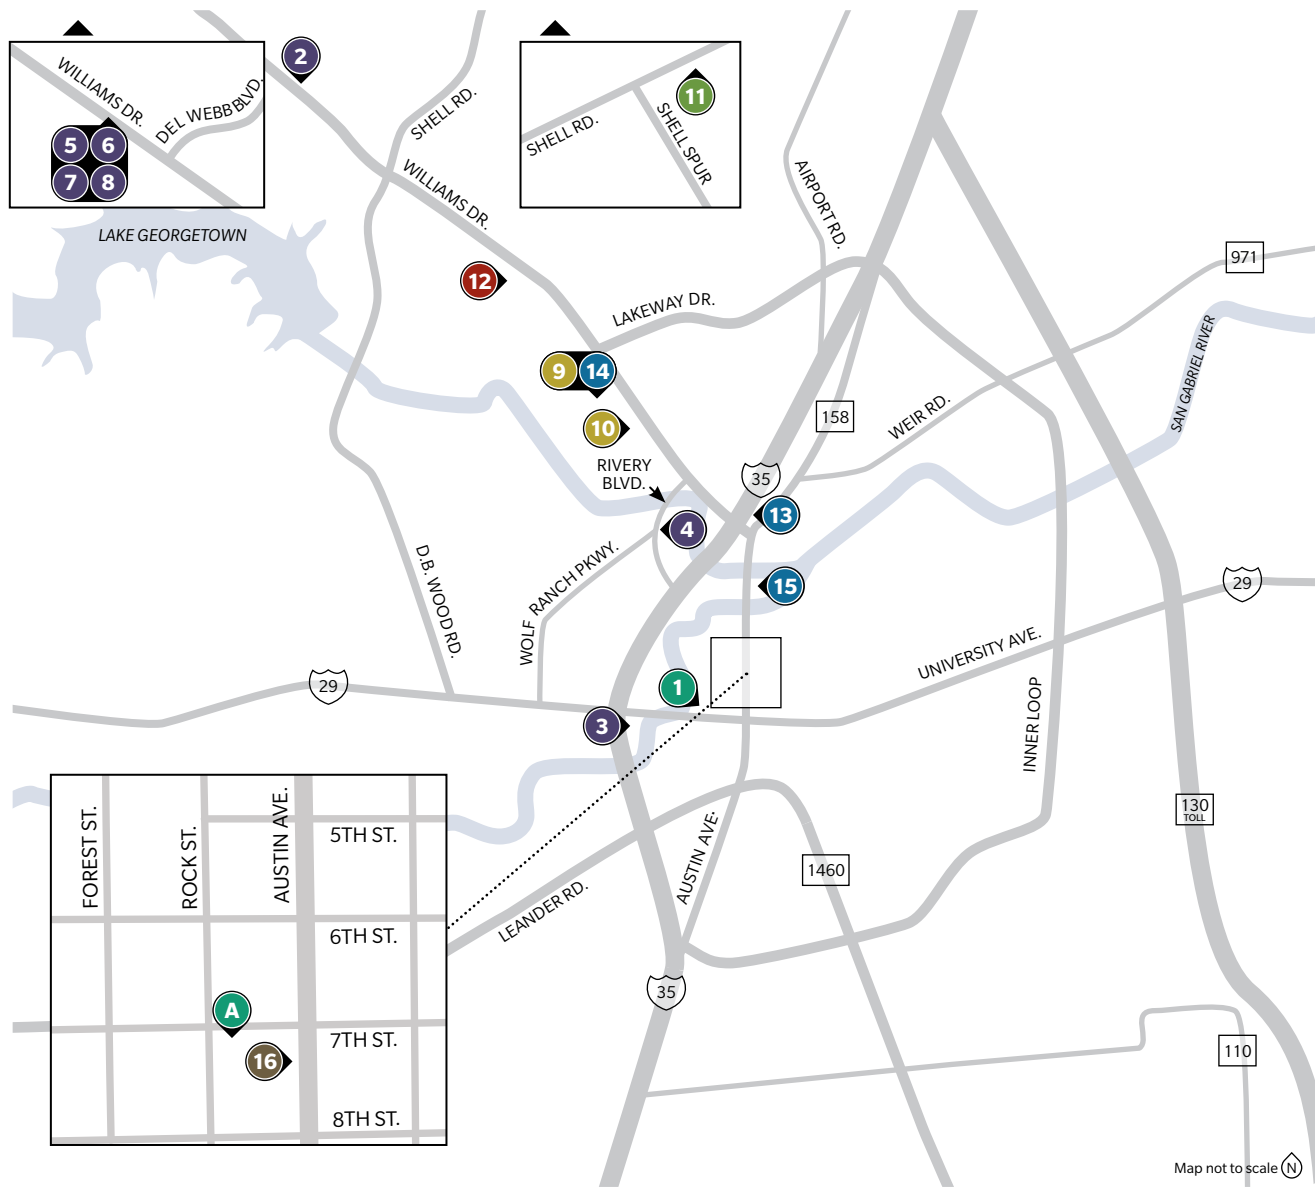 2
WILLIAMS DR.
DEL WEBB BLVD.
5 6
7 8
11
SHELL RD.
SHELL SPUR
SHELL RD.
WILLIAMS DR.
AIRPORT RD.
LAKE GEORGETOWN
971
12
LAKEWAY DR.
SAN GABRIEL RIVER
9 14
10
158
WEIR RD.
RIVERY
BLVD.
35
13
4
D.B. WOOD RD.
WOLF RANCH PKWY.
15
29
UNIVERSITY AVE.
29
1
3
INNER LOOP
130
TOLL
FOREST ST.
ROCK ST.
AUSTIN AVE.
5TH ST.
AUSTIN AVE.
1460
LEANDER RD.
6TH ST.
35
A
7TH ST.
16
110
8TH ST.
Map not to scale N